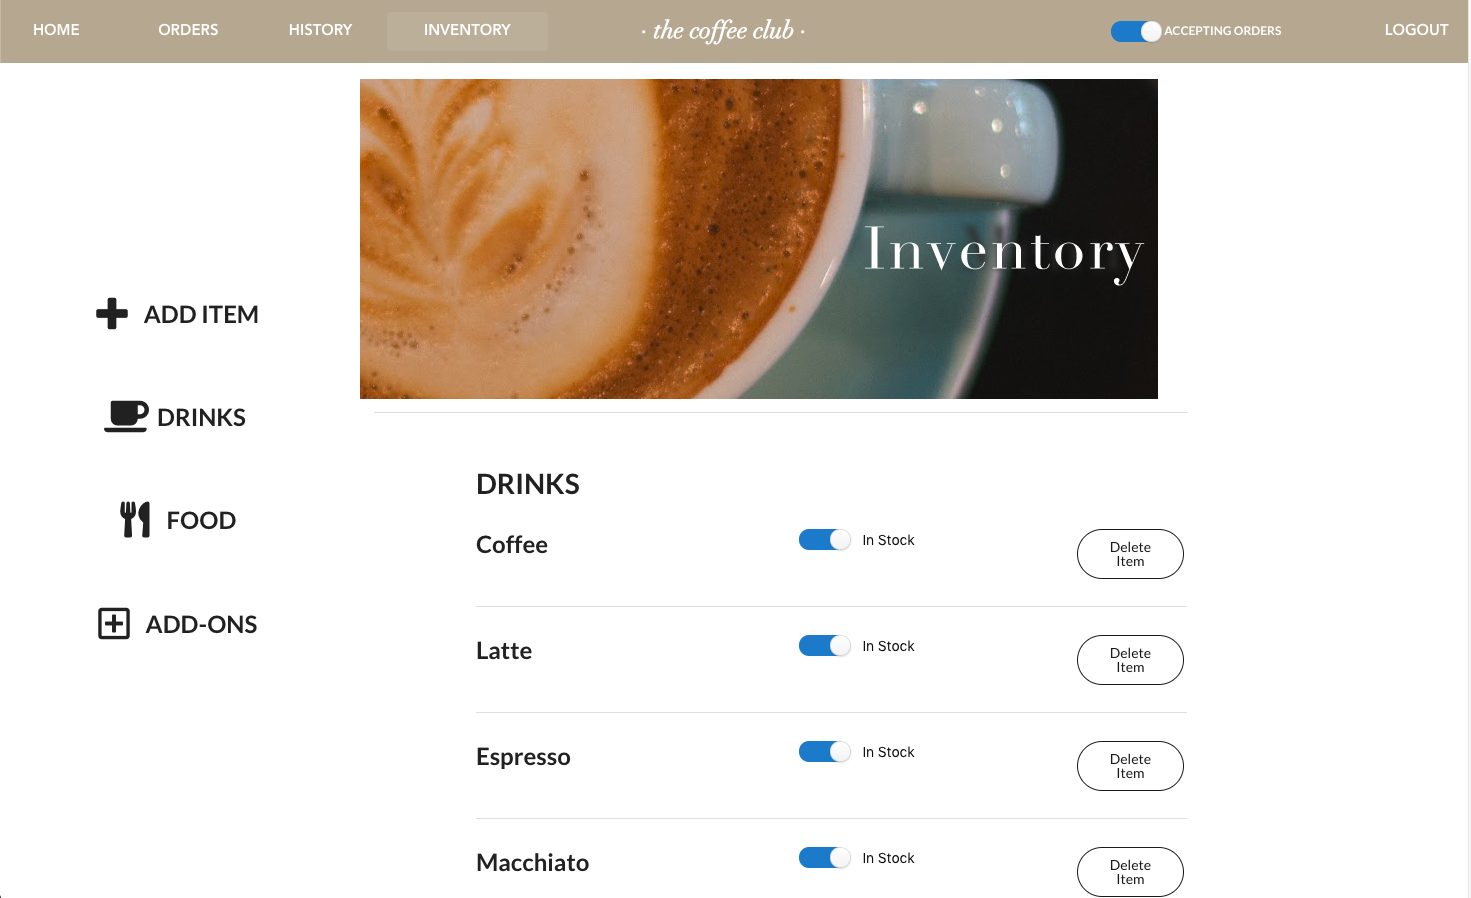 HOME ORDERS HISTORY INVENTORY · the coffee club · ACCEPTING ORDERS LOGOUT
Inventory
ADD ITEM
DRINKS
FOOD
ADD-ONS
DRINKS
Coffee In Stock Delete
Item
Latte In Stock Delete
Item
Espresso In Stock Delete
Item
Macchiato In Stock Delete
Item